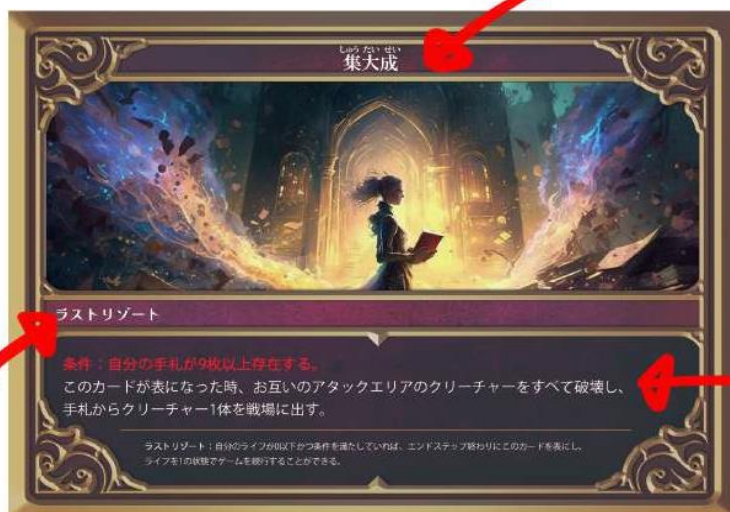 しゅう たい せい
集大成
ラストリゾート
条件：自分の手札が9枚以上存在する。
このカードが表になった時、お互いのアタックエリアのクリーチャーをすべて破壊し、
手札からクリーチャー1体を戦場に出す。
ラストリゾート：自分のライフが0以下かつ条件を満たしていれば、エンドステップ終わりにこのカードを表にし、
ライフを1の状態でゲームを続行することができる。